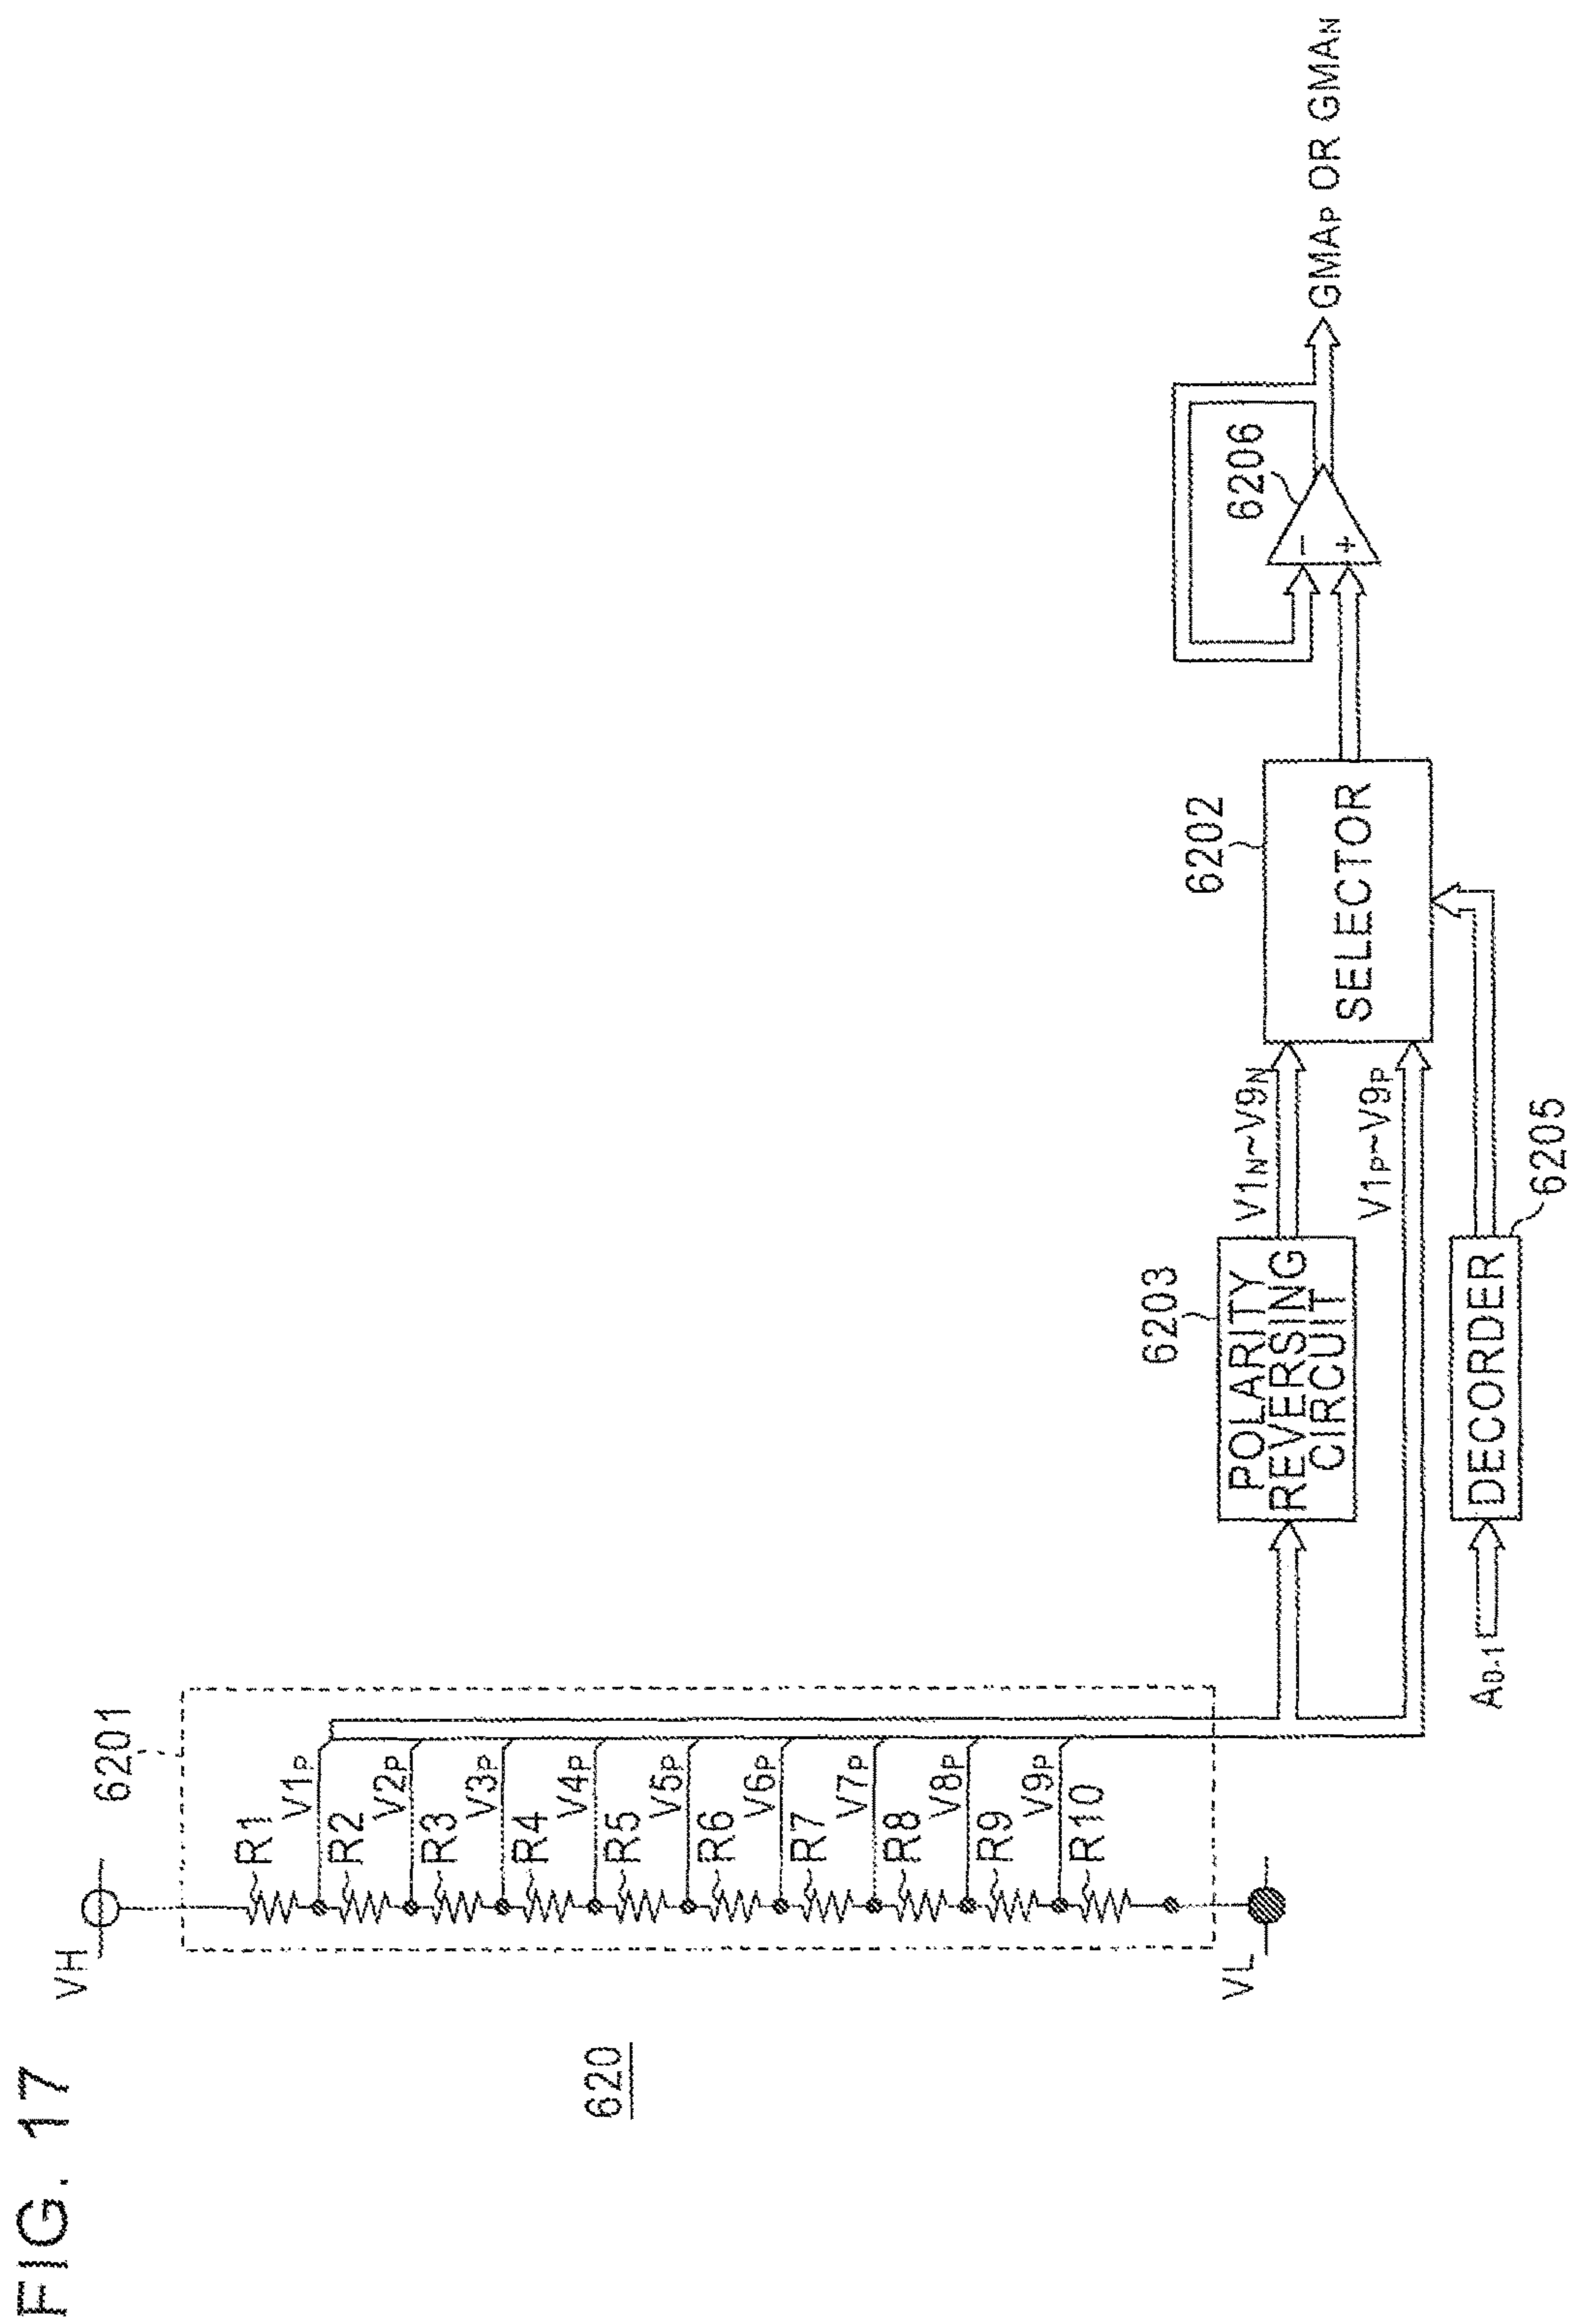 FIG. 17
620
VH
6201
R1
V1P
R2
V2P
R3
V3P
R4
V4P
R5
V5P
R6
V6P
R7
V7P
R8
V8P
R9
V9P
R10
VL
6203
POLARITY
REVERSING
CIRCUIT
V1N~V9N
V1P~V9P
A0-1
DECORDER
6205
6202
SELECTOR
6206
−
+
GMAP OR GMAN